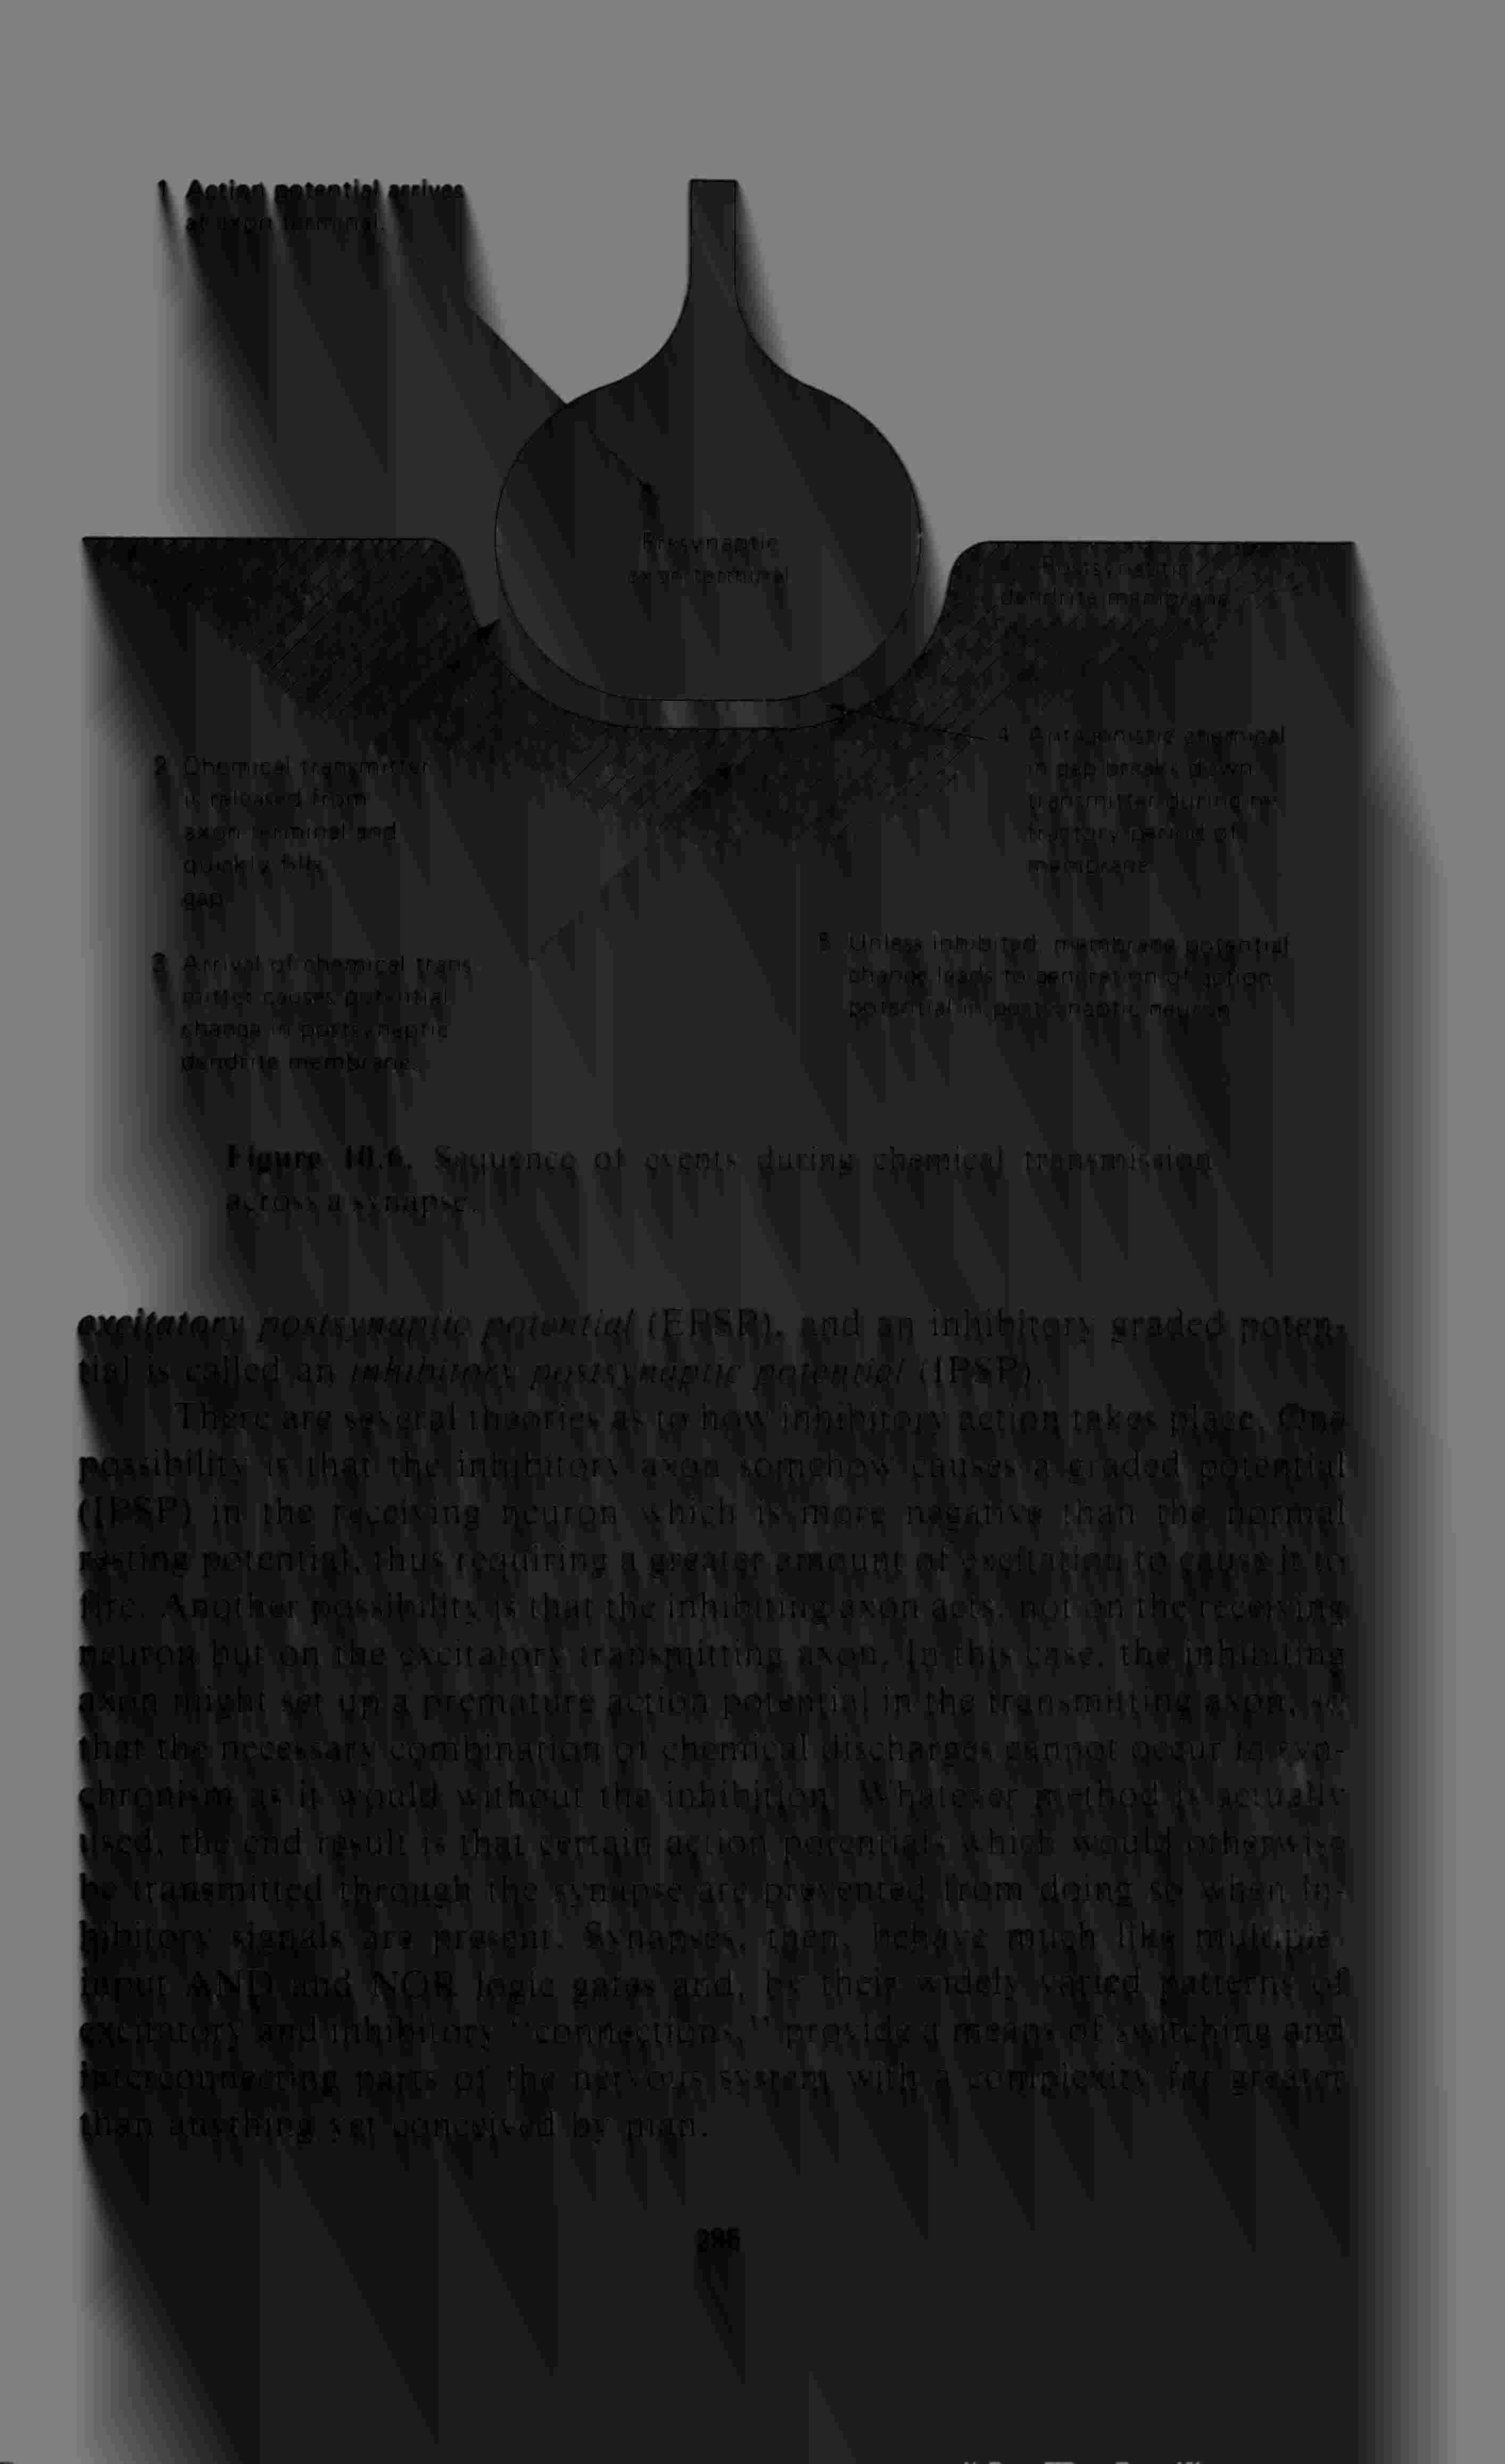 1 Action potential arrives
at axon terminal.
Presynaptic
axon terminal
Postsynaptic
dendrite membrane
2 Chemical transmitter
is released from
axon terminal and
quickly fills
gap
3 Arrival of chemical trans-
mitter causes potential
change in postsynaptic
dendrite membrane.
4 Antagonistic chemical
in gap breaks down
transmitter during re-
fractory period of
membrane
5 Unless inhibited, membrane potential
change leads to generation of action
potential in postsynaptic neuron
Figure 10.6. Sequence of events during chemical transmission
across a synapse.
excitatory postsynaptic potential (EPSP), and an inhibitory graded poten-
tial is called an inhibitory postsynaptic potential (IPSP).
There are several theories as to how inhibitory action takes place. One
possibility is that the inhibitory axon somehow causes a graded potential
(IPSP) in the receiving neuron which is more negative than the normal
resting potential, thus requiring a greater amount of excitation to cause it to
fire. Another possibility is that the inhibiting axon acts, not on the receiving
neuron but on the excitatory transmitting axon. In this case, the inhibiting
axon might set up a premature action potential in the transmitting axon, so
that the necessary combination of chemical discharges cannot occur in syn-
chronism as it would without the inhibition. Whatever method is actually
used, the end result is that certain action potentials which would otherwise
be transmitted through the synapse are prevented from doing so when in-
hibitory signals are present. Synapses, then, behave much like multiple-
input AND and NOR logic gates and, by their widely varied patterns of
excitatory and inhibitory "connections," provide a means of switching and
interconnecting parts of the nervous system with a complexity far greater
than anything yet conceived by man.